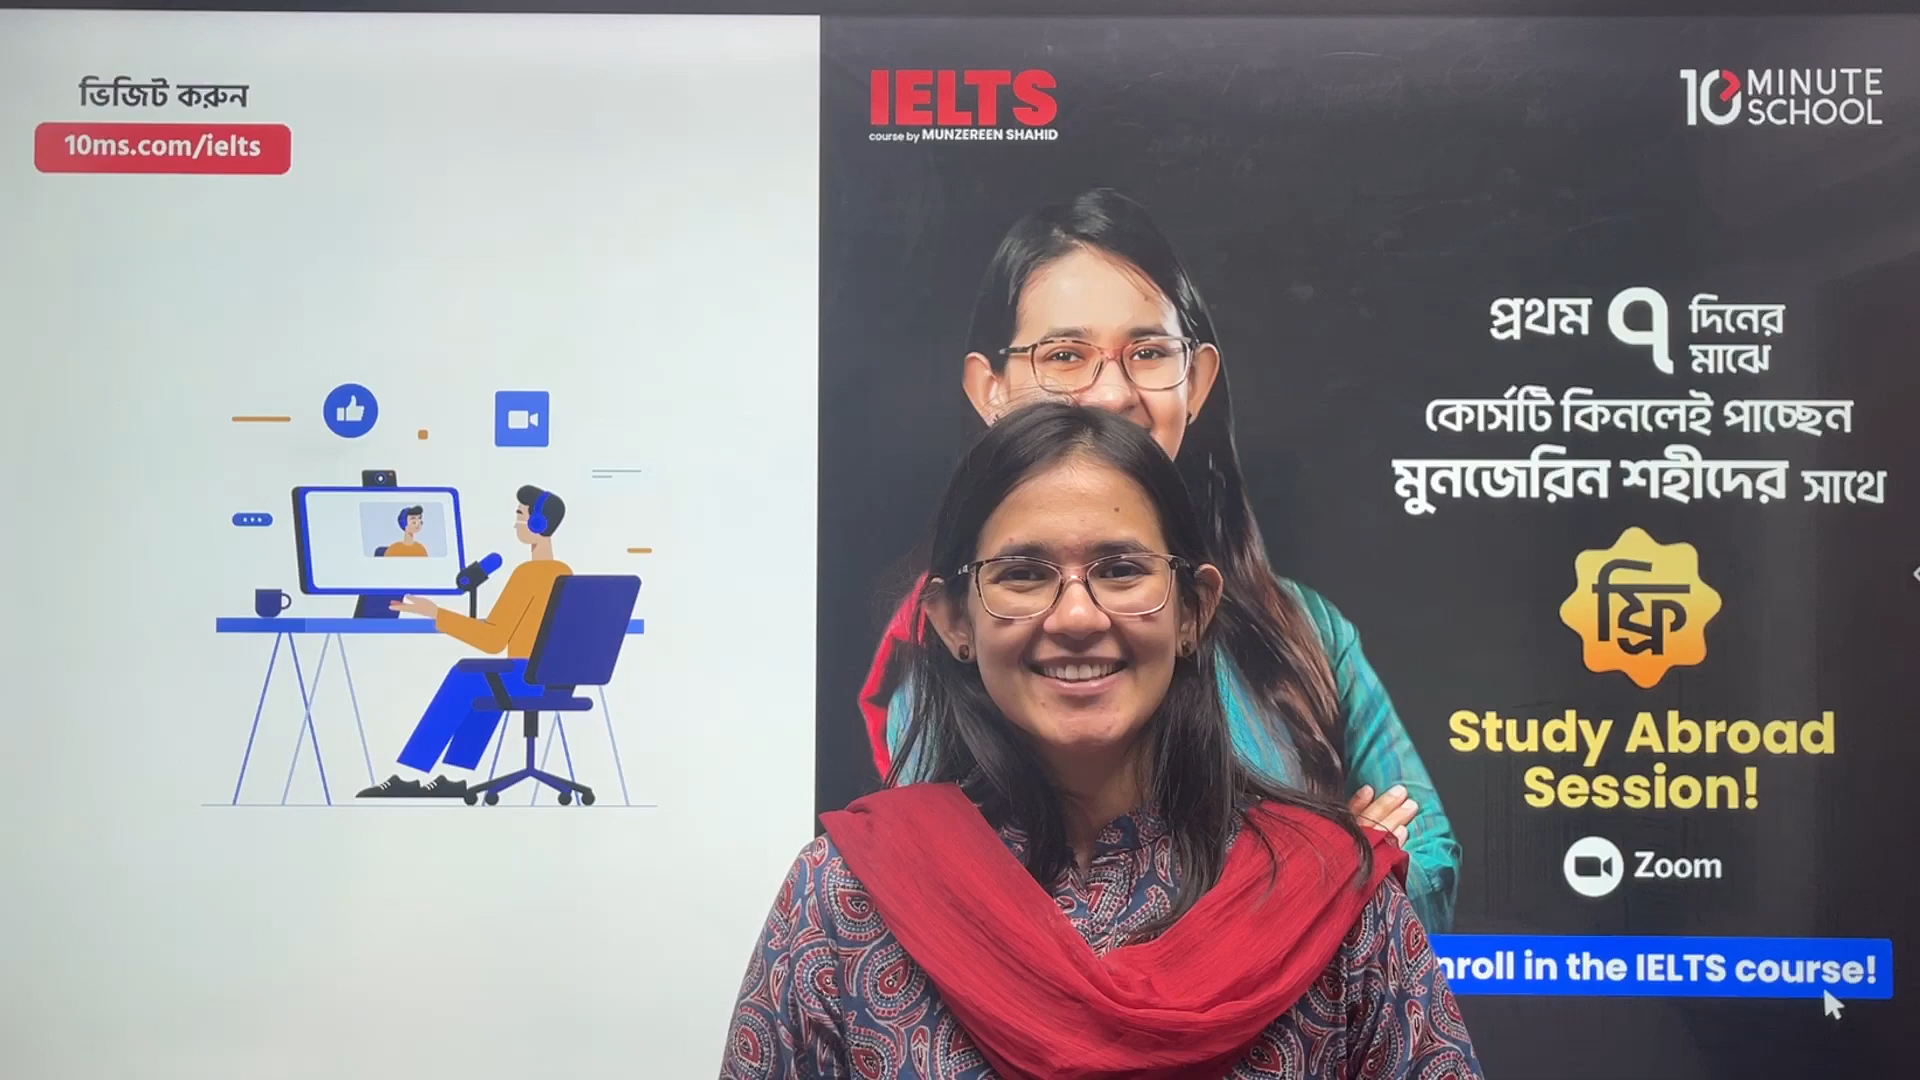 ভিজিট করুন
10ms.com/ielts
IELTS
course by MUNZEREEN SHAHID
10 MINUTE
SCHOOL
প্রথম ৭ দিনের
মাঝে
কোর্সটি কিনলেই পাচ্ছেন
মুনজেরিন শহীদের সাথে
ফ্রি
Study Abroad
Session!
Zoom
nroll in the IELTS course!